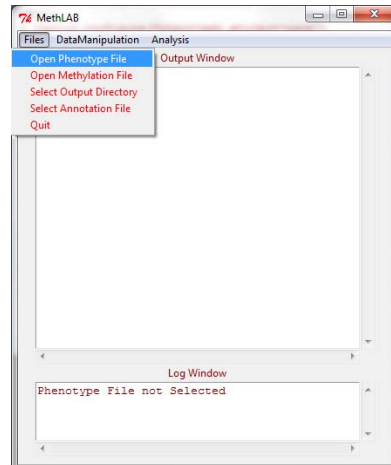 MethLAB
Files DataManipulation Analysis
Open Phenotype File
Output Window
Open Methylation File
Select Output Directory
Select Annotation File
Quit
Log Window
Phenotype File not Selected